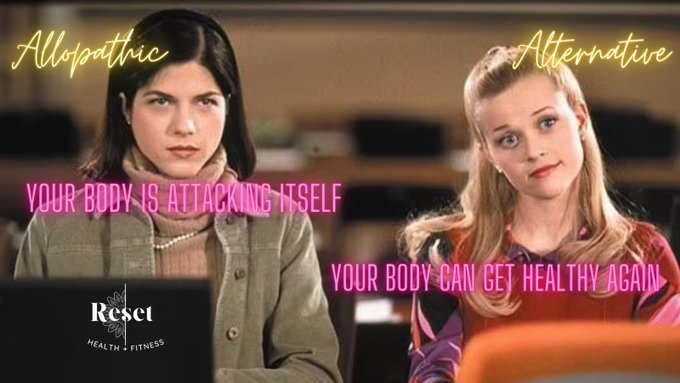 Allopathic
Alternative
YOUR BODY IS ATTACKING ITSELF
YOUR BODY CAN GET HEALTHY AGAIN
Reset
HEALTH + FITNESS